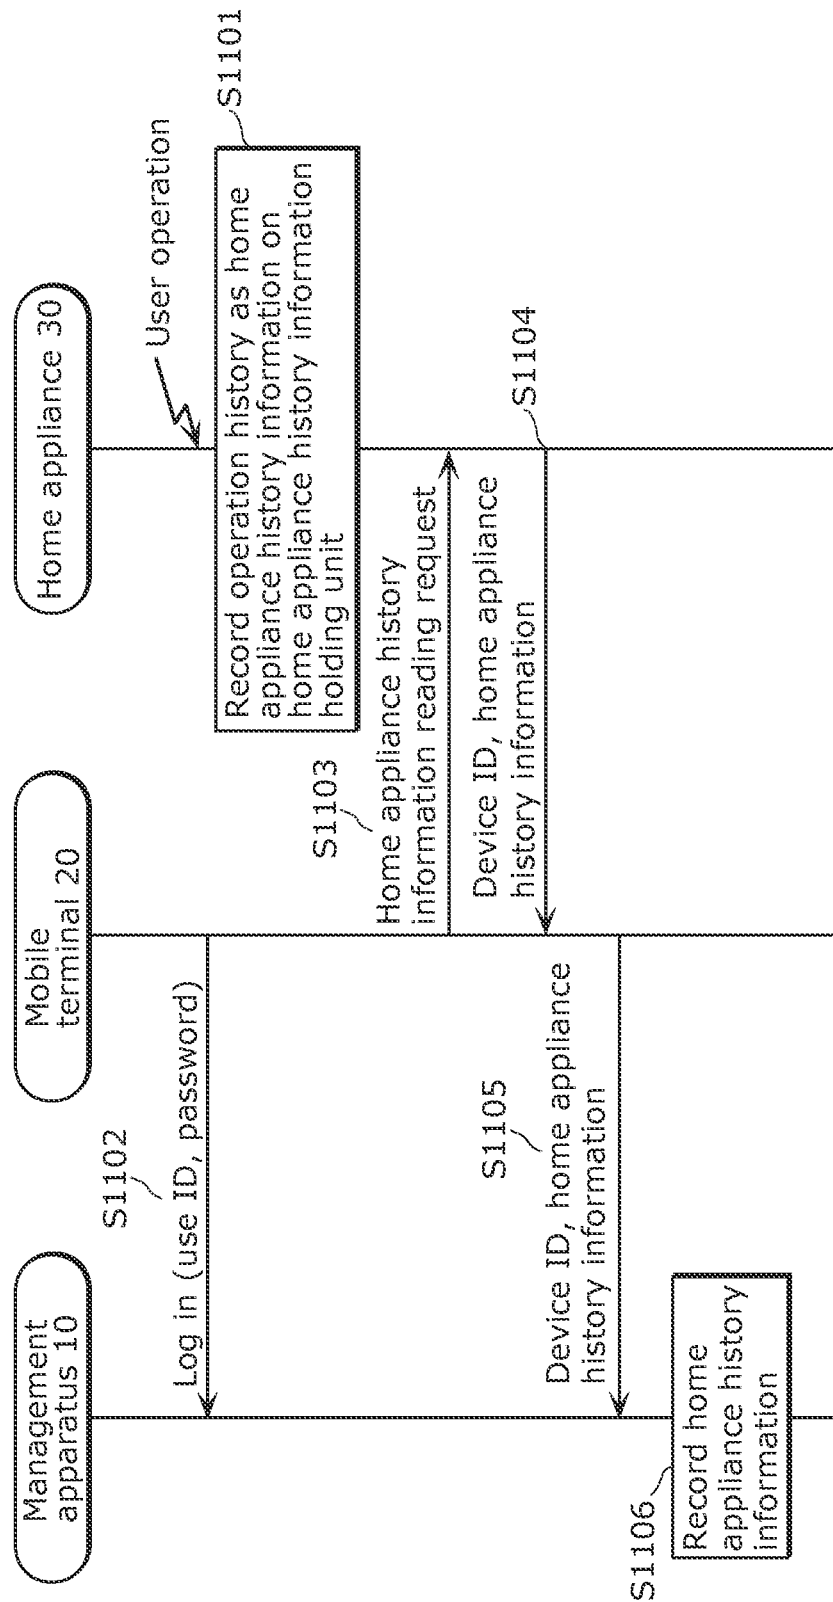 Management
apparatus 10
Mobile
terminal 20
Home appliance 30
User operation
S1101
Record operation history as home
appliance history information on
home appliance history information
holding unit
S1102
Log in (use ID, password)
S1103
Home appliance history
information reading request
S1104
Device ID, home appliance
history information
S1105
Device ID, home appliance
history information
S1106
Record home
appliance history
information